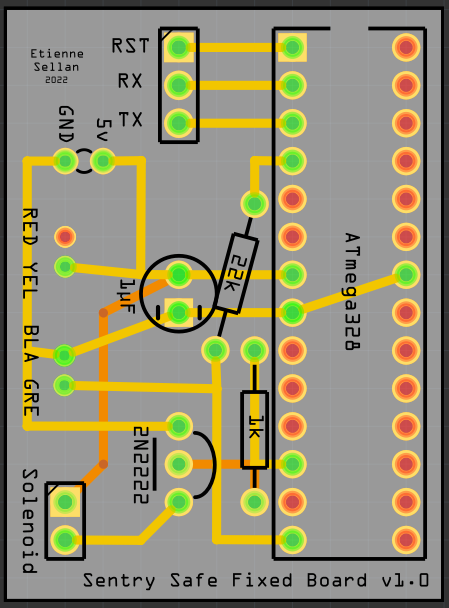 Etienne
Sellan
2022
RST
RX
TX
GND
5v
RED
YEL
BLA
GRE
1µF
22k
ATmega328
1k
2N2222
Solenoid
Sentry Safe Fixed Board v1.0